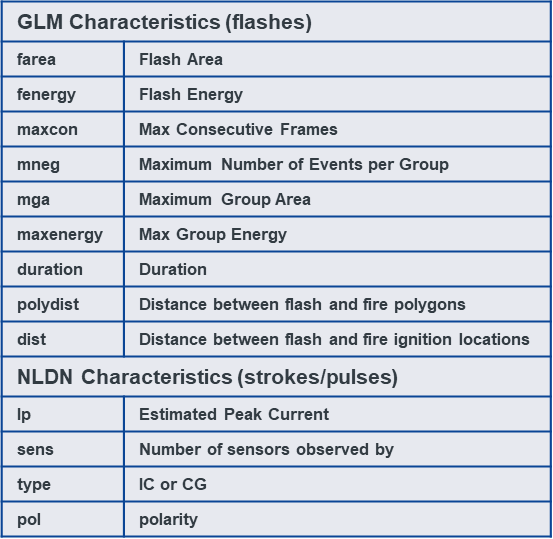 GLM Characteristics (flashes)
farea Flash Area
fenergy Flash Energy
maxcon Max Consecutive Frames
mneg Maximum Number of Events per Group
mga Maximum Group Area
maxenergy Max Group Energy
duration Duration
polydist Distance between flash and fire polygons
dist Distance between flash and fire ignition locations
NLDN Characteristics (strokes/pulses)
Ip Estimated Peak Current
sens Number of sensors observed by
type IC or CG
pol polarity